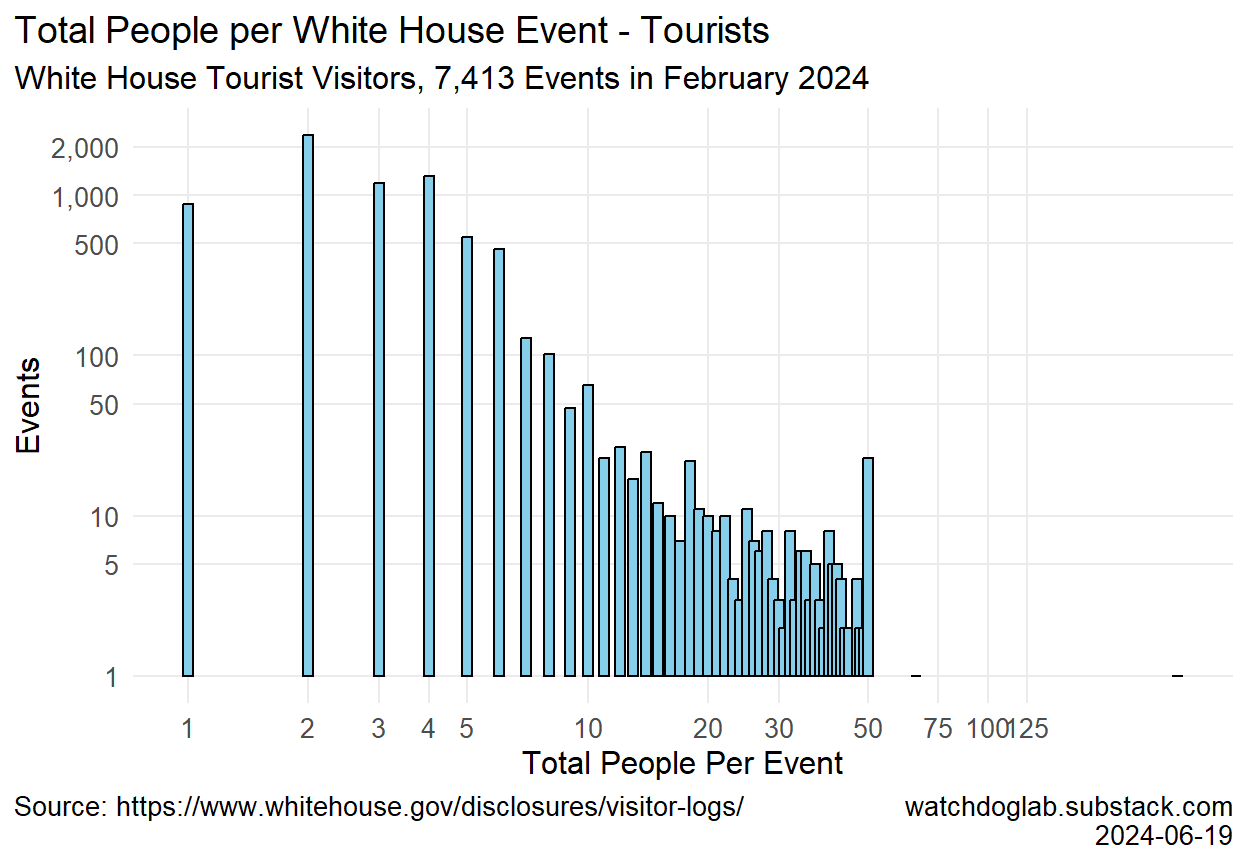 Total People per White House Event - Tourists
White House Tourist Visitors, 7,413 Events in February 2024
2,000
1,000
500
100
50
10
5
1
Events
1 2 3 4 5 10 20 30 50 75 100 125
Total People Per Event
Source: https://www.whitehouse.gov/disclosures/visitor-logs/
watchdoglab.substack.com
2024-06-19